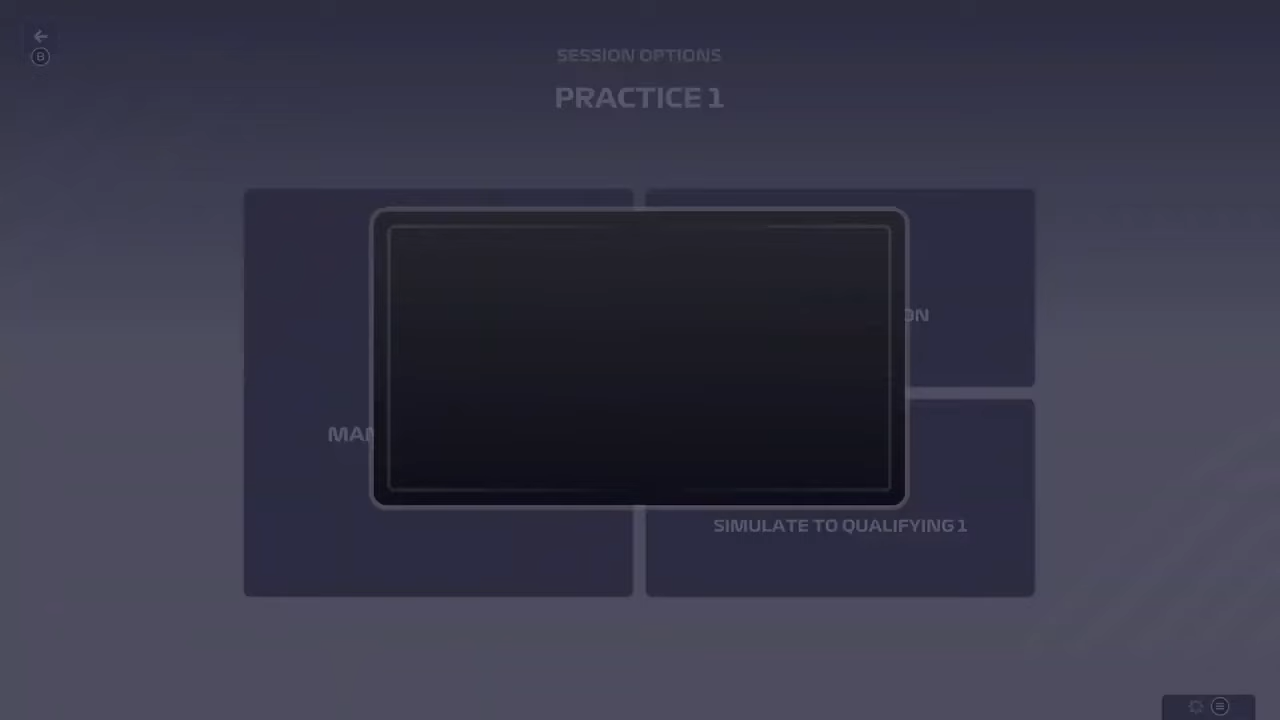 B
SESSION OPTIONS
PRACTICE 1
SIMULATE TO QUALIFYING 1